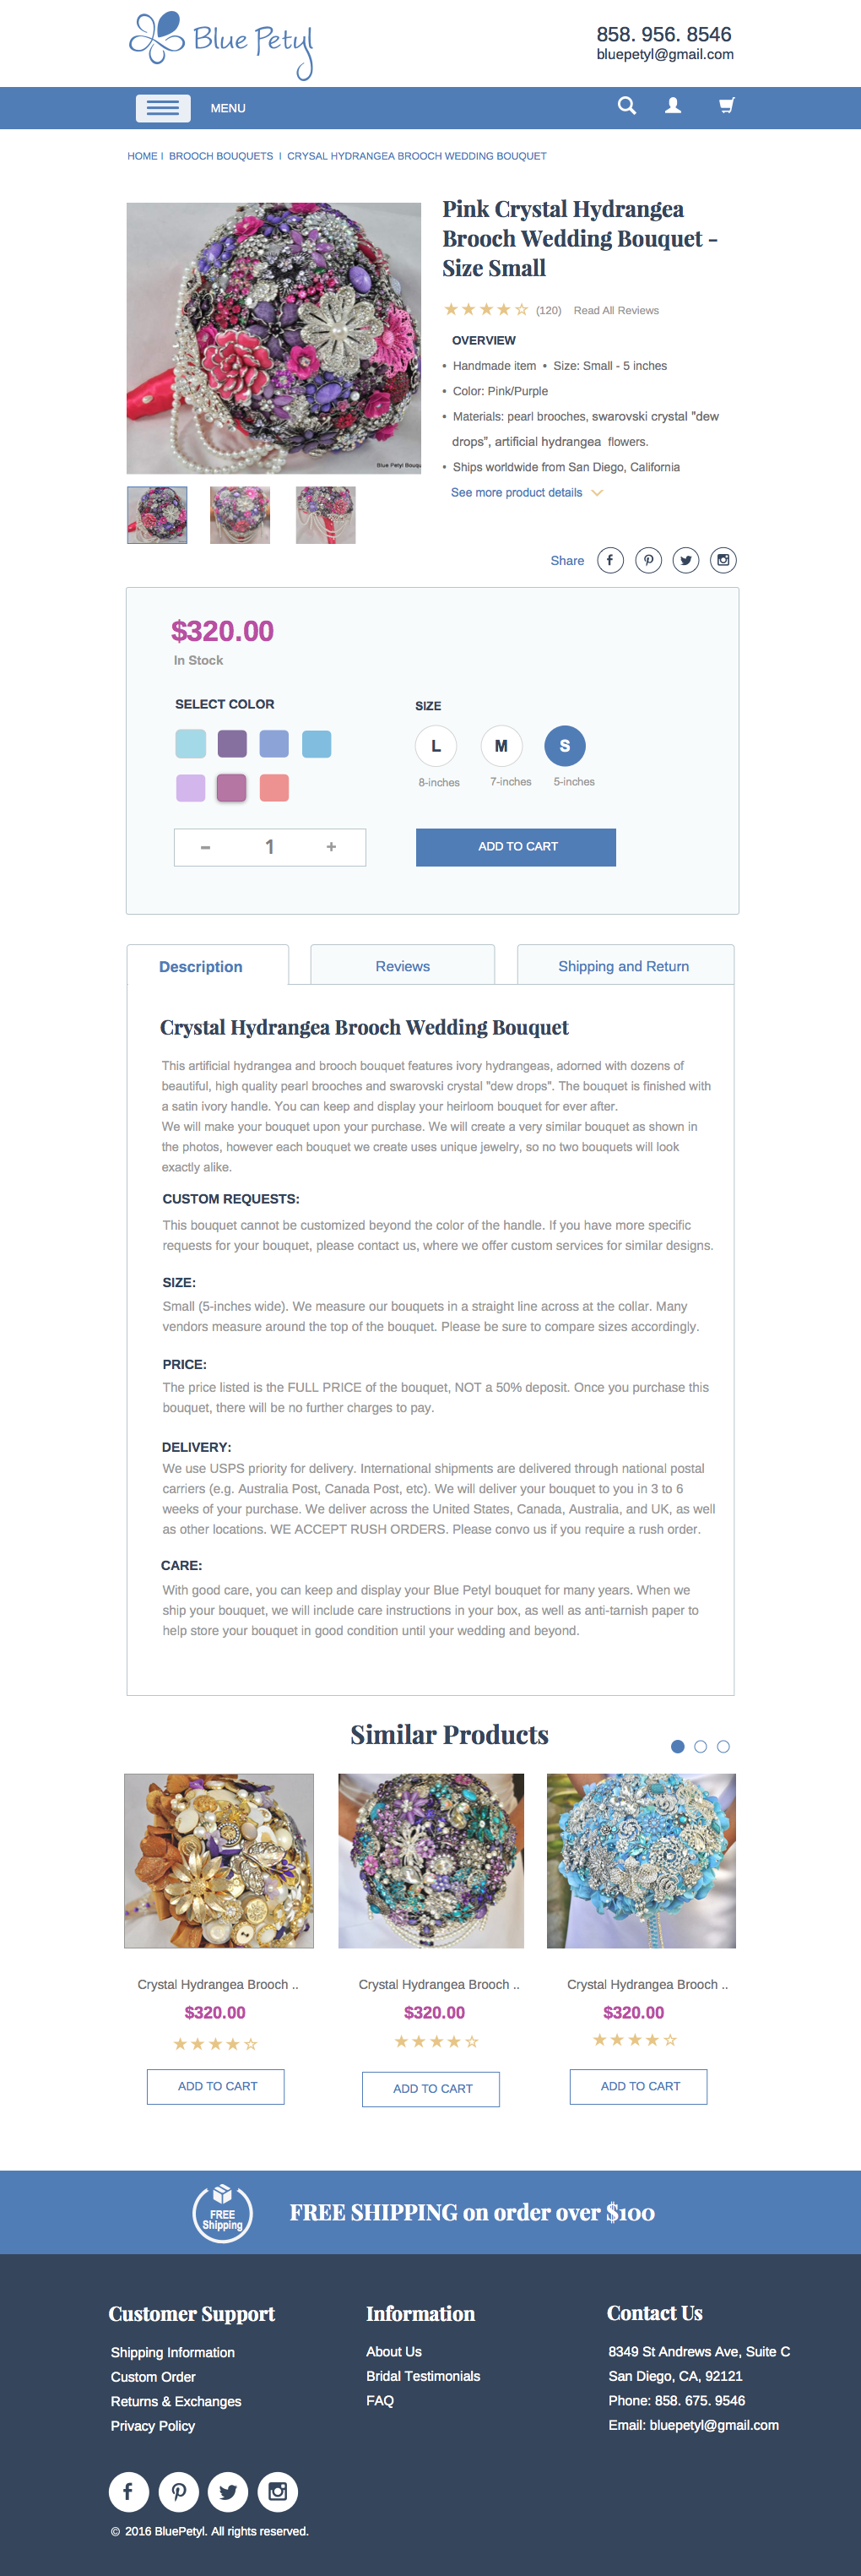 Blue Petyl
858. 956. 8546
bluepetyl@gmail.com
MENU
HOME I BROOCH BOUQUETS I CRYSAL HYDRANGEA BROOCH WEDDING BOUQUET
Pink Crystal Hydrangea
Brooch Wedding Bouquet -
Size Small
(120) Read All Reviews
OVERVIEW
• Handmade item • Size: Small - 5 inches
• Color: Pink/Purple
• Materials: pearl brooches, swarovski crystal "dew
drops", artificial hydrangea flowers.
• Ships worldwide from San Diego, California
See more product details
Blue Petyl Bouqu
Share
$320.00
In Stock
SELECT COLOR
SIZE
L M S
8-inches 7-inches 5-inches
- 1 +
ADD TO CART
Description
Reviews
Shipping and Return
Crystal Hydrangea Brooch Wedding Bouquet
This artificial hydrangea and brooch bouquet features ivory hydrangeas, adorned with dozens of
beautiful, high quality pearl brooches and swarovski crystal "dew drops". The bouquet is finished with
a satin ivory handle. You can keep and display your heirloom bouquet for ever after.
We will make your bouquet upon your purchase. We will create a very similar bouquet as shown in
the photos, however each bouquet we create uses unique jewelry, so no two bouquets will look
exactly alike.
CUSTOM REQUESTS:
This bouquet cannot be customized beyond the color of the handle. If you have more specific
requests for your bouquet, please contact us, where we offer custom services for similar designs.
SIZE:
Small (5-inches wide). We measure our bouquets in a straight line across at the collar. Many
vendors measure around the top of the bouquet. Please be sure to compare sizes accordingly.
PRICE:
The price listed is the FULL PRICE of the bouquet, NOT a 50% deposit. Once you purchase this
bouquet, there will be no further charges to pay.
DELIVERY:
We use USPS priority for delivery. International shipments are delivered through national postal
carriers (e.g. Australia Post, Canada Post, etc). We will deliver your bouquet to you in 3 to 6
weeks of your purchase. We deliver across the United States, Canada, Australia, and UK, as well
as other locations. WE ACCEPT RUSH ORDERS. Please convo us if you require a rush order.
CARE:
With good care, you can keep and display your Blue Petyl bouquet for many years. When we
ship your bouquet, we will include care instructions in your box, as well as anti-tarnish paper to
help store your bouquet in good condition until your wedding and beyond.
Similar Products
Crystal Hydrangea Brooch ..
$320.00
ADD TO CART
Crystal Hydrangea Brooch ..
$320.00
ADD TO CART
Crystal Hydrangea Brooch ..
$320.00
ADD TO CART
FREE
Shipping
FREE SHIPPING on order over $100
Customer Support
Shipping Information
Custom Order
Returns & Exchanges
Privacy Policy
Information
About Us
Bridal Testimonials
FAQ
Contact Us
8349 St Andrews Ave, Suite C
San Diego, CA, 92121
Phone: 858. 675. 9546
Email: bluepetyl@gmail.com
© 2016 BluePetyl. All rights reserved.